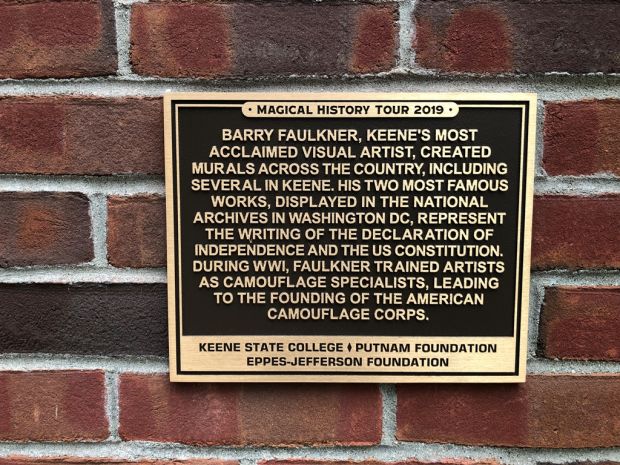 • MAGICAL HISTORY TOUR 2019 •
BARRY FAULKNER, KEENE'S MOST
ACCLAIMED VISUAL ARTIST, CREATED
MURALS ACROSS THE COUNTRY, INCLUDING
SEVERAL IN KEENE. HIS TWO MOST FAMOUS
WORKS, DISPLAYED IN THE NATIONAL
ARCHIVES IN WASHINGTON DC, REPRESENT
THE WRITING OF THE DECLARATION OF
INDEPENDENCE AND THE US CONSTITUTION.
DURING WWI, FAULKNER TRAINED ARTISTS
AS CAMOUFLAGE SPECIALISTS, LEADING
TO THE FOUNDING OF THE AMERICAN
CAMOUFLAGE CORPS.
KEENE STATE COLLEGE ♦ PUTNAM FOUNDATION
EPPES-JEFFERSON FOUNDATION